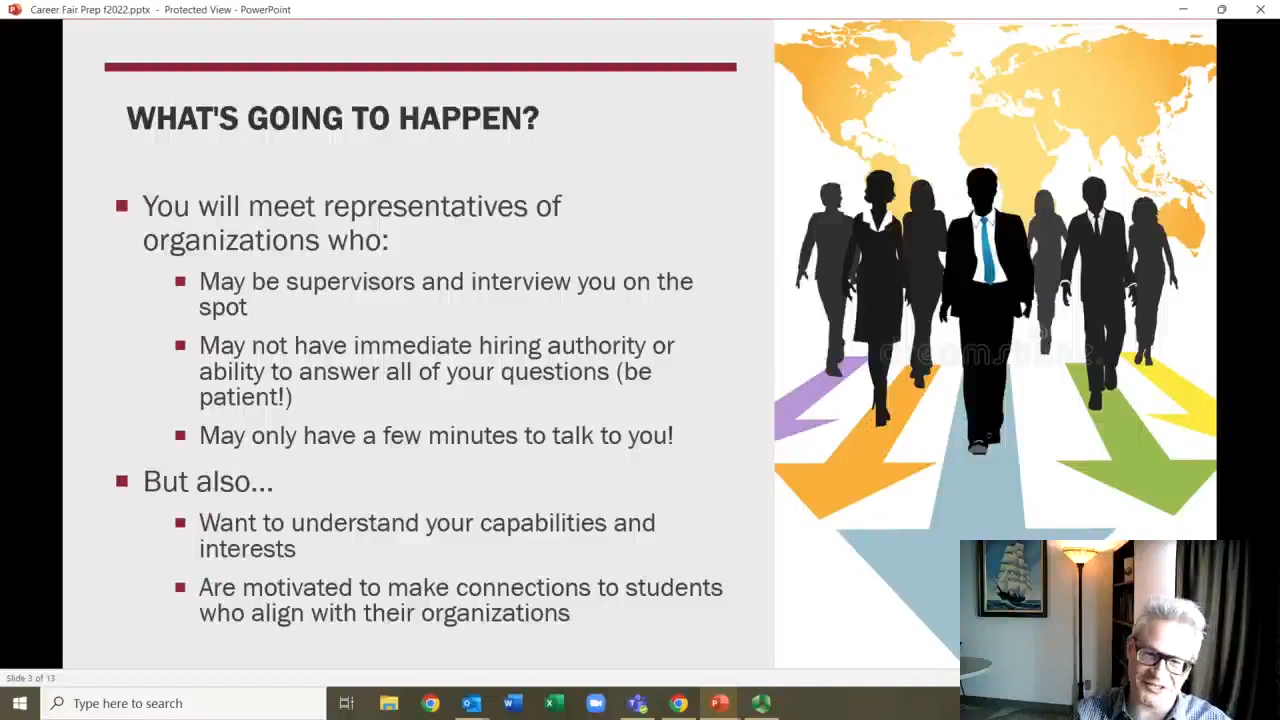 Career Fair Prep f2022.pptx - Protected View - PowerPoint
WHAT'S GOING TO HAPPEN?
You will meet representatives of
organizations who:
May be supervisors and interview you on the
spot
May not have immediate hiring authority or
ability to answer all of your questions (be
patient!)
May only have a few minutes to talk to you!
But also...
Want to understand your capabilities and
interests
Are motivated to make connections to students
who align with their organizations
Slide 3 of 13
Type here to search